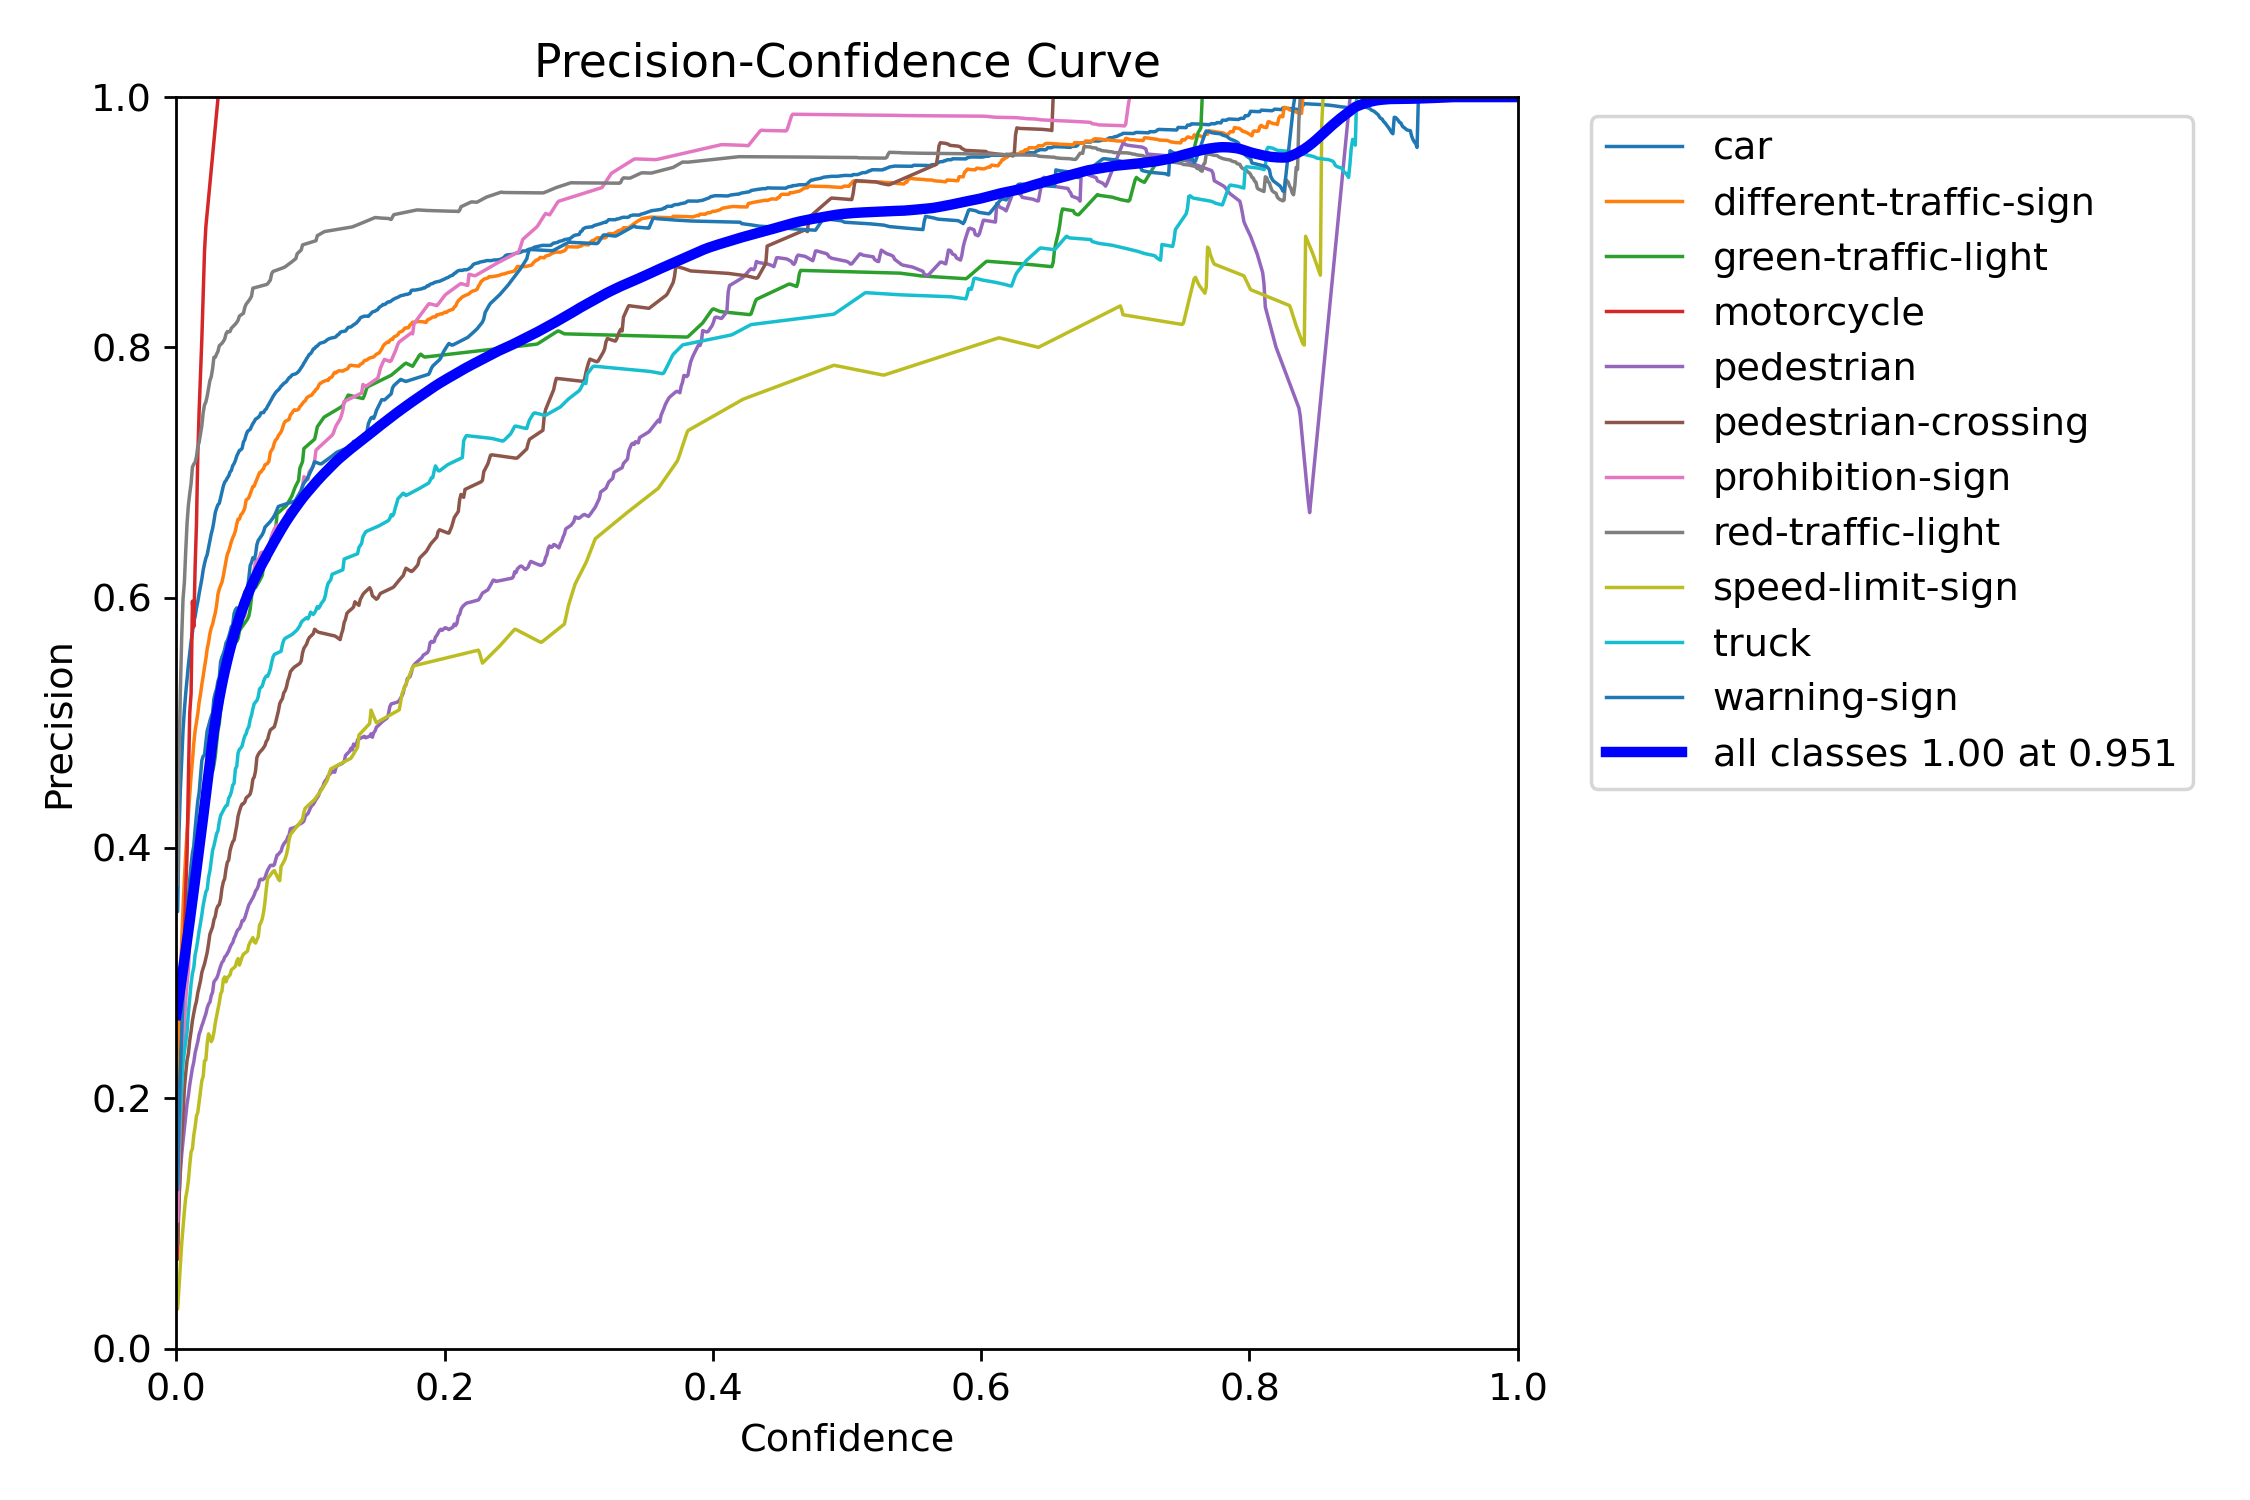 Precision-Confidence Curve
1.0
0.8
0.6
0.4
0.2
0.0
Precision
0.0 0.2 0.4 0.6 0.8 1.0
Confidence
car
different-traffic-sign
green-traffic-light
motorcycle
pedestrian
pedestrian-crossing
prohibition-sign
red-traffic-light
speed-limit-sign
truck
warning-sign
all classes 1.00 at 0.951